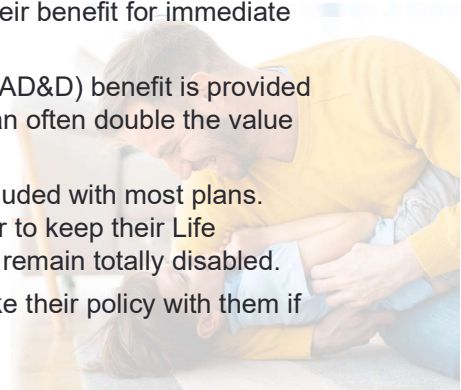 eir benefit for immediate
AD&D) benefit is provided
an often double the value
uded with most plans.
r to keep their Life
remain totally disabled.
ke their policy with them if